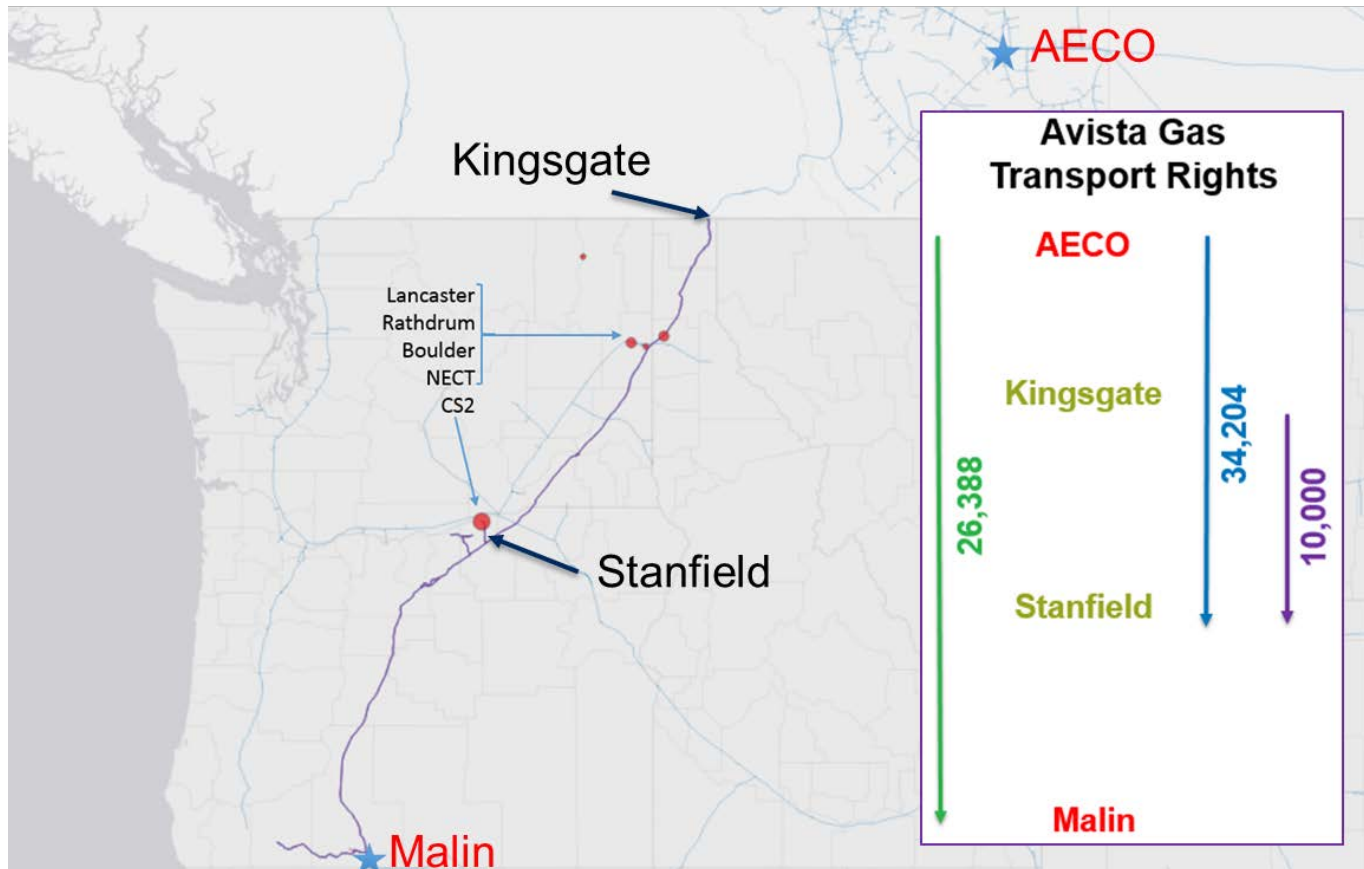 AECO
Kingsgate
Lancaster
Rathdrum
Boulder
NECT
CS2
Stanfield
Malin
Avista Gas
Transport Rights
AECO
Kingsgate
Stanfield
Malin
26,388
34,204
10,000